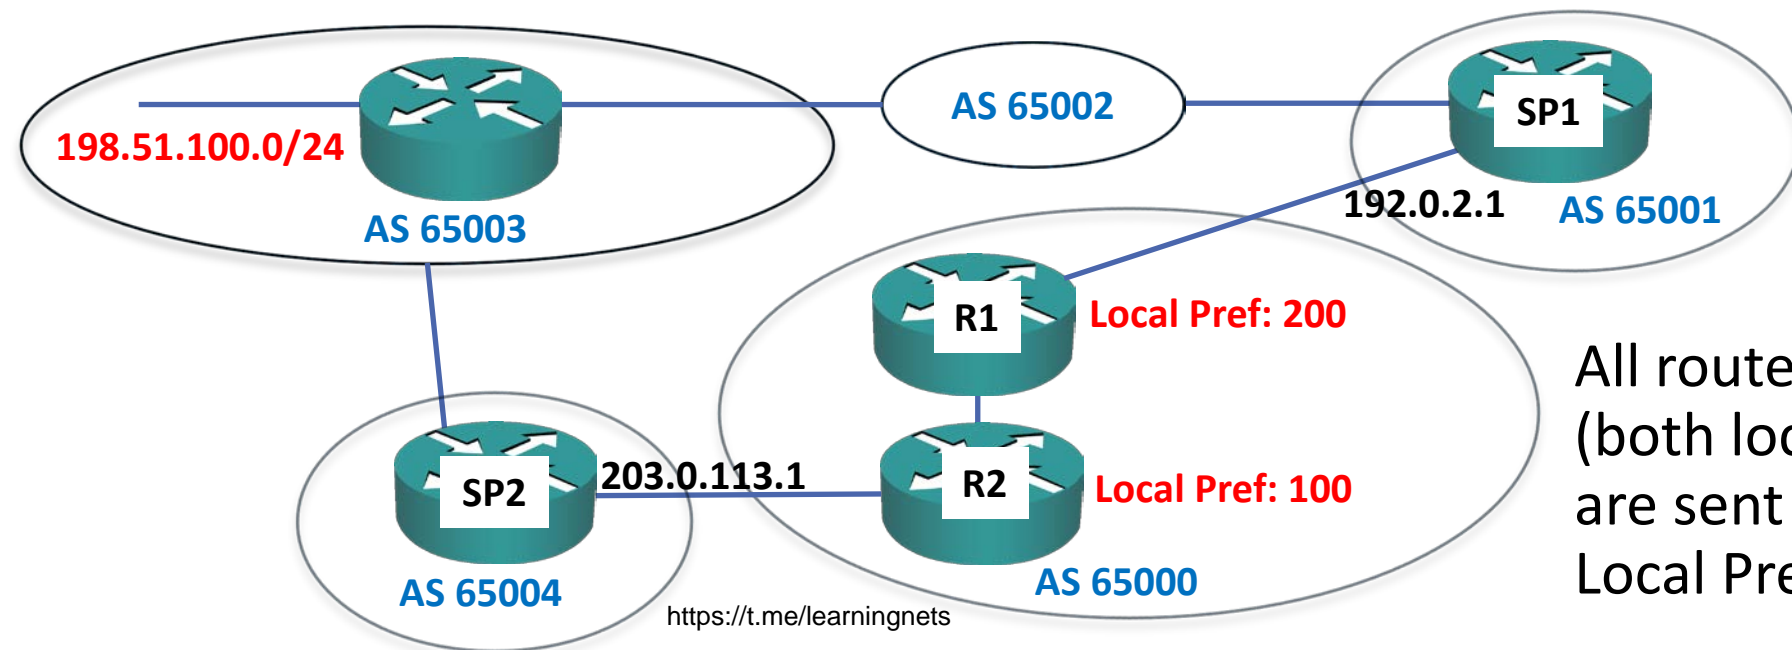 AS 65002
SP1
198.51.100.0/24
192.0.2.1
AS 65001
AS 65003
R1
Local Pref: 200
All route
(both loc
are sent
Local Pre
203.0.113.1
SP2
R2
Local Pref: 100
AS 65004
AS 65000
https://t.me/learningnets